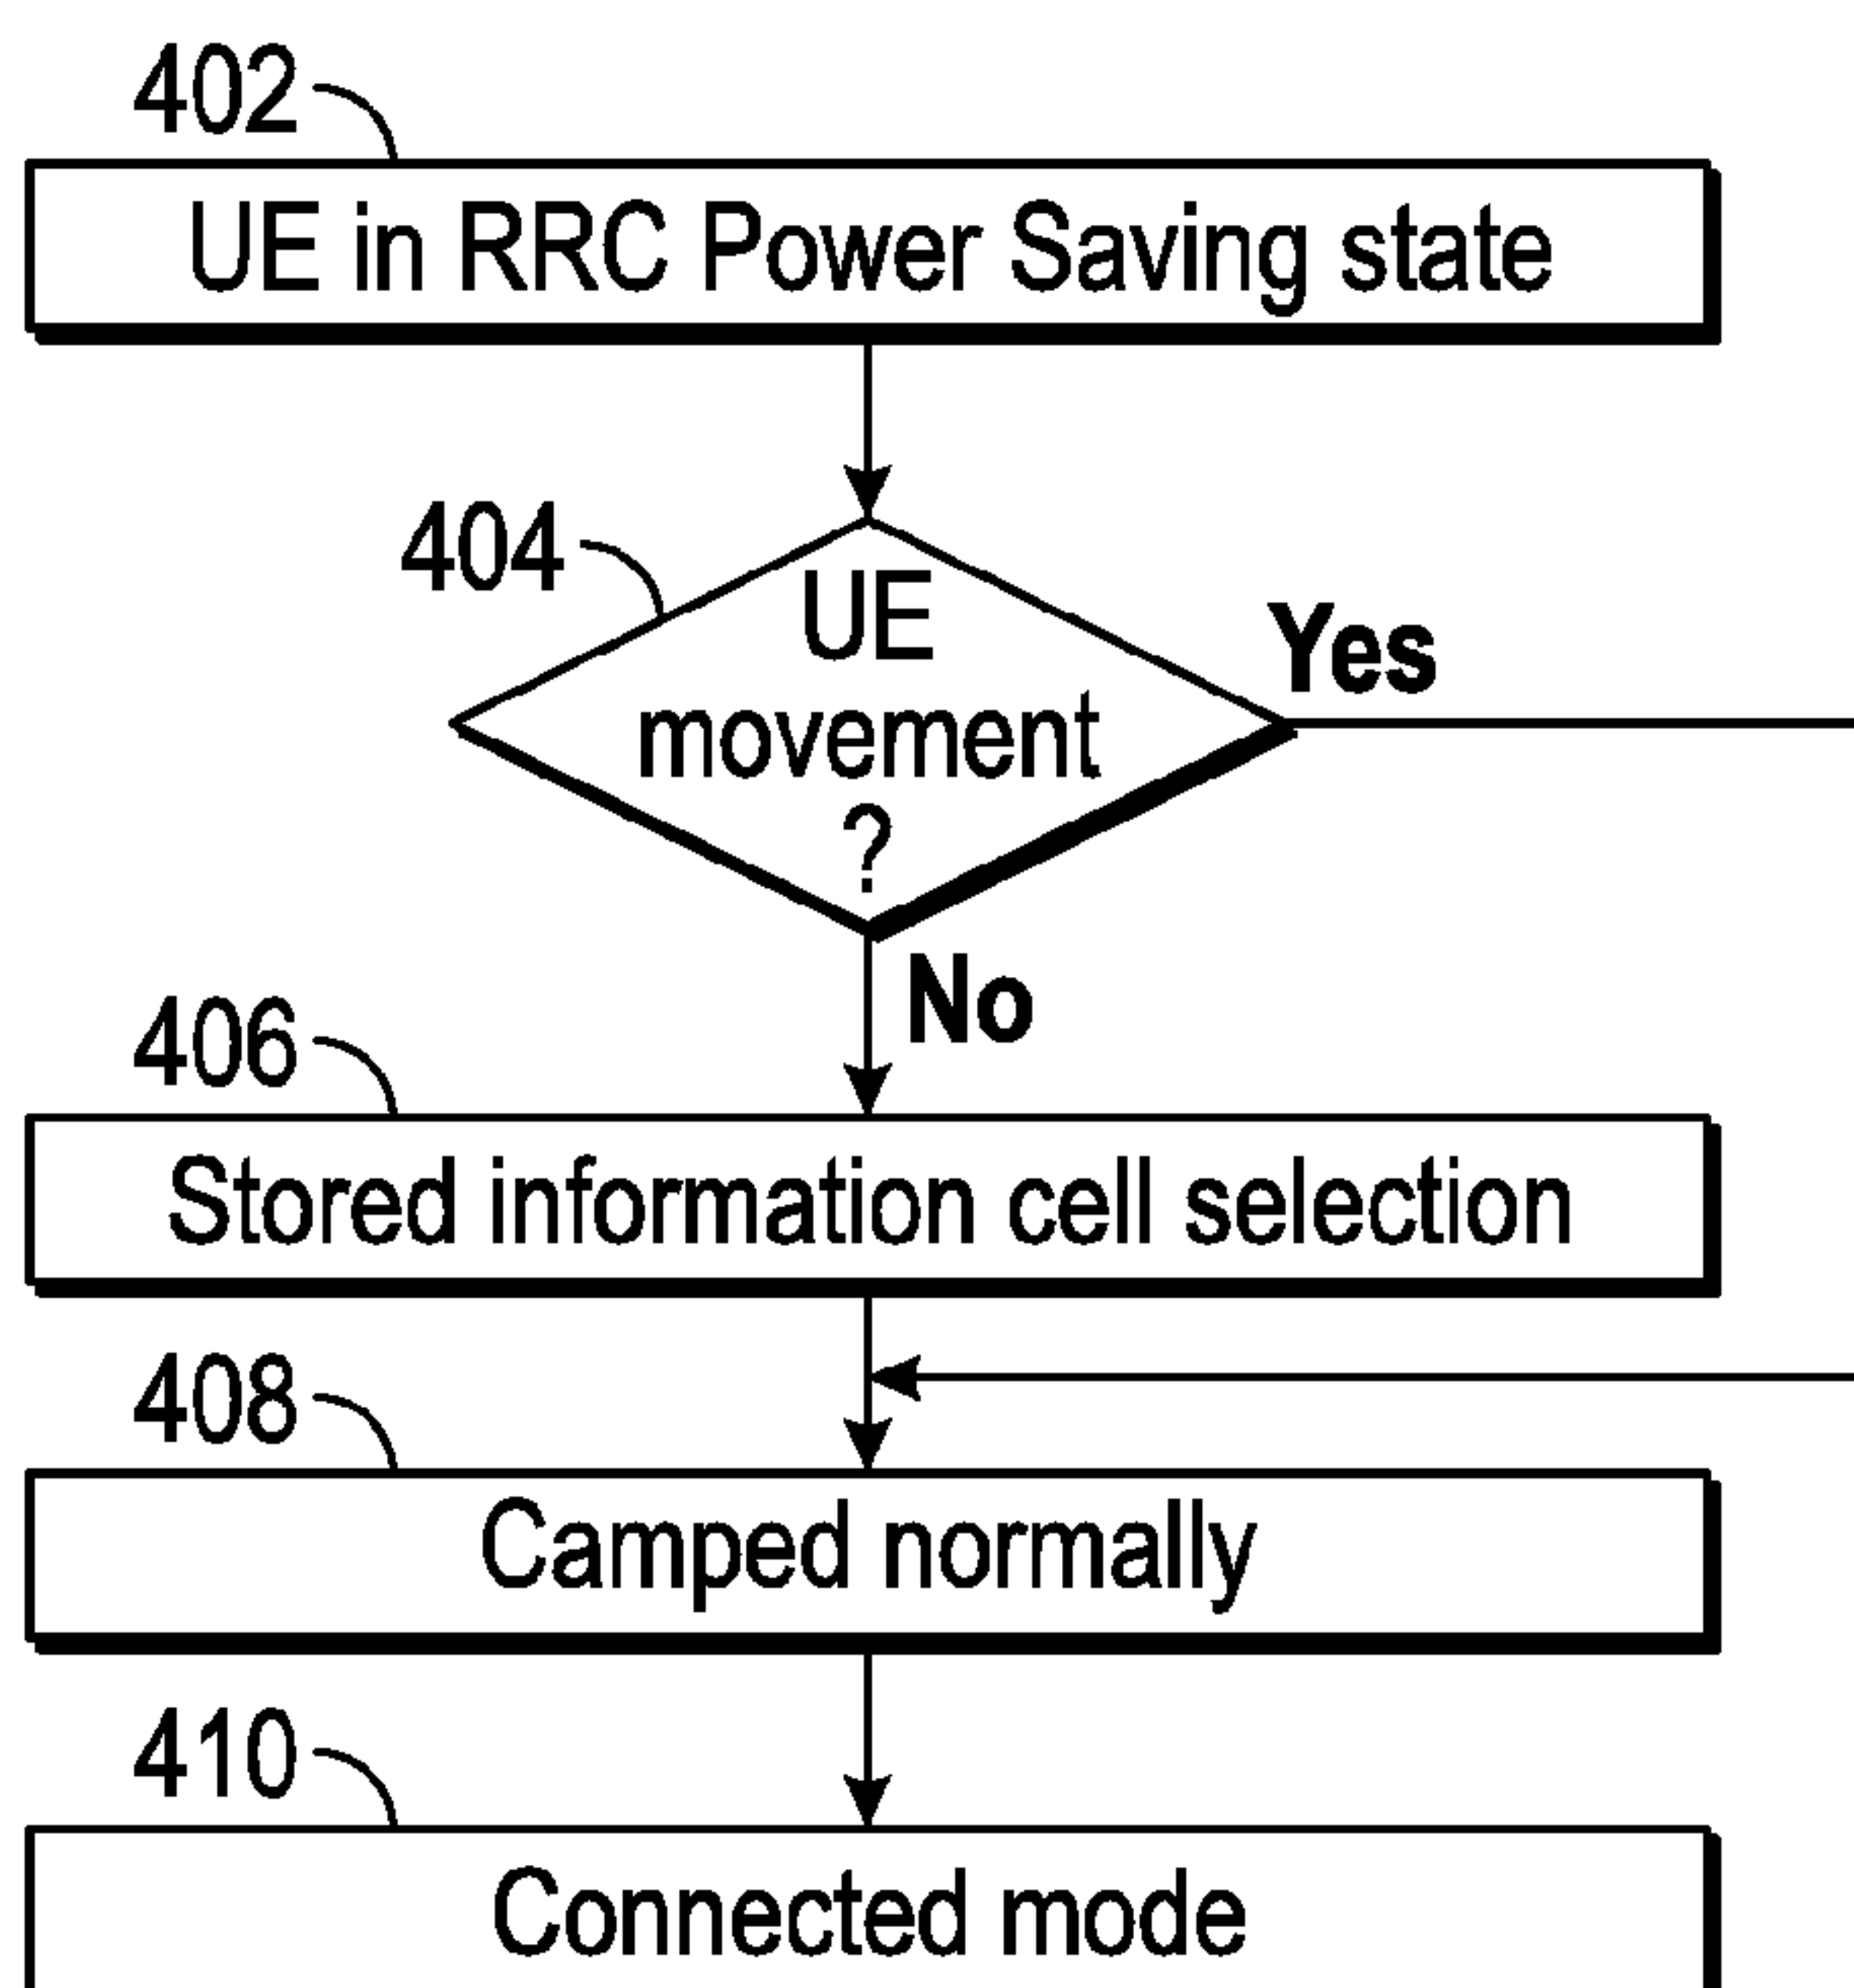 402
UE in RRC Power Saving state
404
UE
movement
?
Yes
No
406
Stored information cell selection
408
Camped normally
410
Connected mode